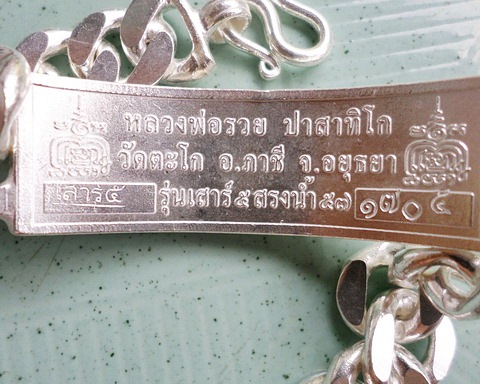 หลวงพ่อรวย ปาสาทิโก
วัดตะโก อ.ภาชี จ.อยุธยา
เสาร์๕ รุ่นเสาร์๕สรงน้ำ๕๗ ๑๗๐๕